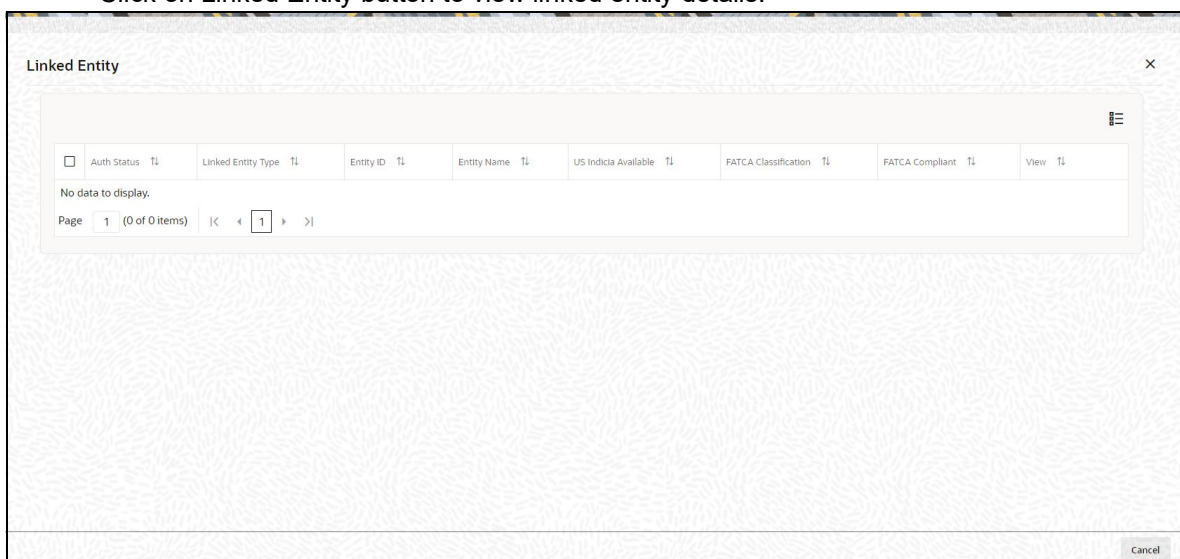 Click on Linked Entity button to view linked entity details.
Linked Entity
Auth Status Linked Entity Type Entity ID Entity Name US Indicia Available FATCA Classification FATCA Compliant View
No data to display.
Page 1 (0 of 0 items) 1
Cancel